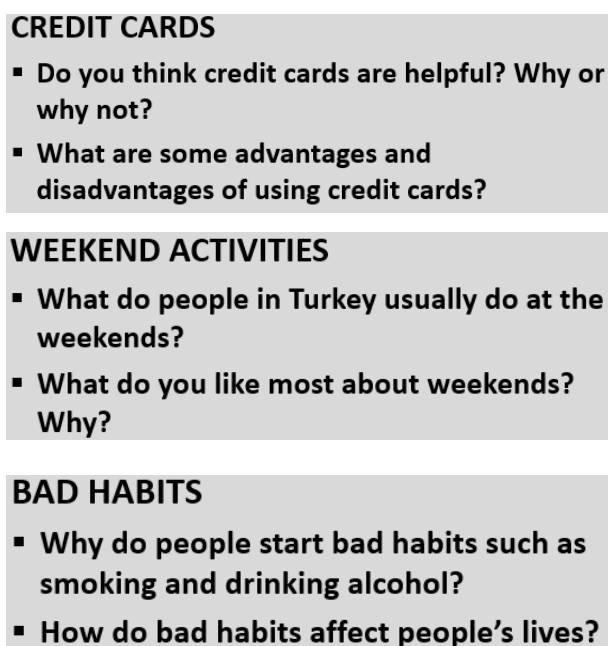 CREDIT CARDS
▪ Do you think credit cards are helpful? Why or
why not?
▪ What are some advantages and
disadvantages of using credit cards?
WEEKEND ACTIVITIES
▪ What do people in Turkey usually do at the
weekends?
▪ What do you like most about weekends?
Why?
BAD HABITS
▪ Why do people start bad habits such as
smoking and drinking alcohol?
▪ How do bad habits affect people's lives?